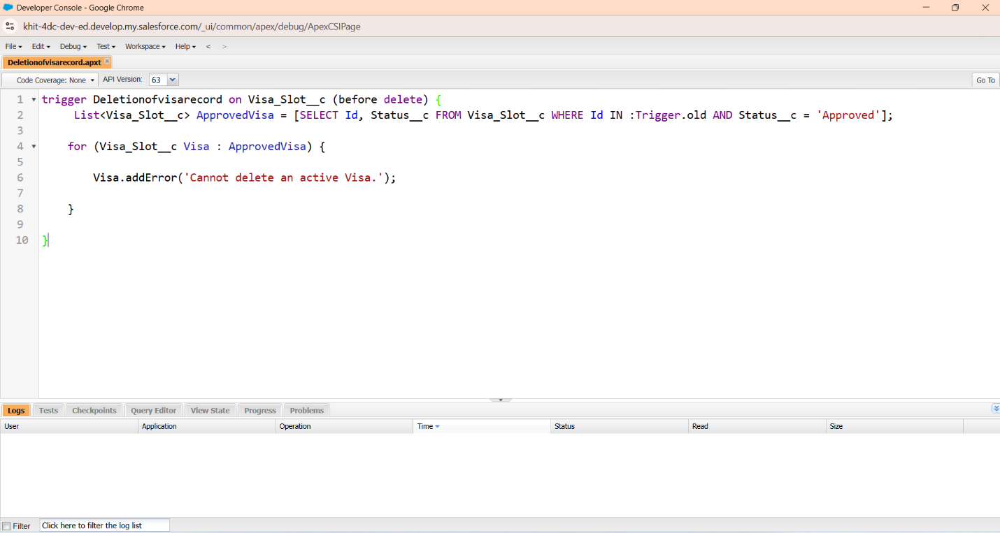 Developer Console - Google Chrome
khit-4dc-dev-ed.develop.my.salesforce.com/_ui/common/apex/debug/ApexCSIPage
File Edit Debug Test Workspace Help < >
Deletionofvisarecord.apxt
Code Coverage: None API Version: 63 Go To
1 trigger Deletionofvisarecord on Visa_Slot__c (before delete) {
2 List<Visa_Slot__c> ApprovedVisa = [SELECT Id, Status__c FROM Visa_Slot__c WHERE Id IN :Trigger.old AND Status__c = 'Approved'];
3
4 for (Visa_Slot__c Visa : ApprovedVisa) {
5
6 Visa.addError('Cannot delete an active Visa.');
7
8 }
9
10 }
Logs Tests Checkpoints Query Editor View State Progress Problems
User Application Operation Time Status Read Size
Filter Click here to filter the log list